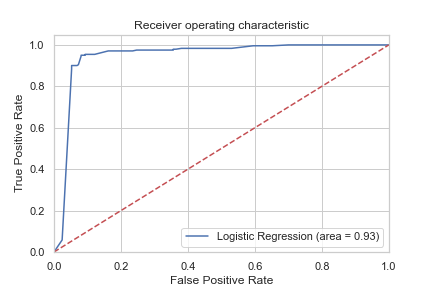 Receiver operating characteristic
True Positive Rate
1.0
0.8
0.6
0.4
0.2
0.0
Logistic Regression (area = 0.93)
0.0 0.2 0.4 0.6 0.8 1.0
False Positive Rate